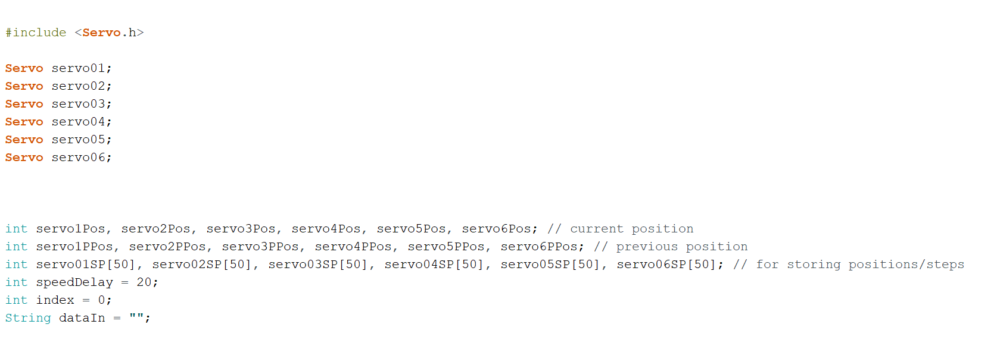 #include <Servo.h>
Servo servo01;
Servo servo02;
Servo servo03;
Servo servo04;
Servo servo05;
Servo servo06;
int servo1Pos, servo2Pos, servo3Pos, servo4Pos, servo5Pos, servo6Pos; // current position
int servo1PPos, servo2PPos, servo3PPos, servo4PPos, servo5PPos, servo6PPos; // previous position
int servo01SP[50], servo02SP[50], servo03SP[50], servo04SP[50], servo05SP[50], servo06SP[50]; // for storing positions/steps
int speedDelay = 20;
int index = 0;
String dataIn = "";